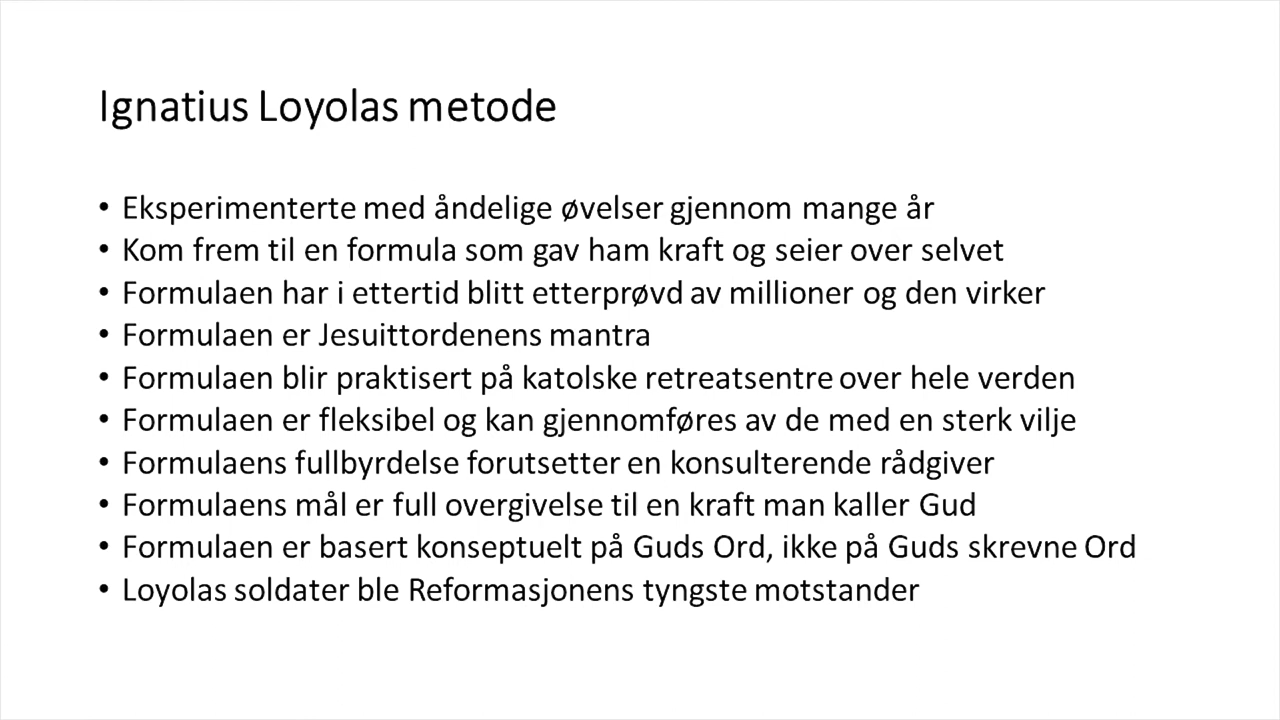 Ignatius Loyolas metode
• Eksperimenterte med åndelige øvelser gjennom mange år
• Kom frem til en formula som gav ham kraft og seier over selvet
• Formulaen har i ettertid blitt etterprøvd av millioner og den virker
• Formulaen er Jesuittordenens mantra
• Formulaen blir praktisert på katolske retreatsentre over hele verden
• Formulaen er fleksibel og kan gjennomføres av de med en sterk vilje
• Formulaens fullbyrdelse forutsetter en konsulterende rådgiver
• Formulaens mål er full overgivelse til en kraft man kaller Gud
• Formulaen er basert konseptuelt på Guds Ord, ikke på Guds skrevne Ord
• Loyolas soldater ble Reformasjonens tyngste motstander